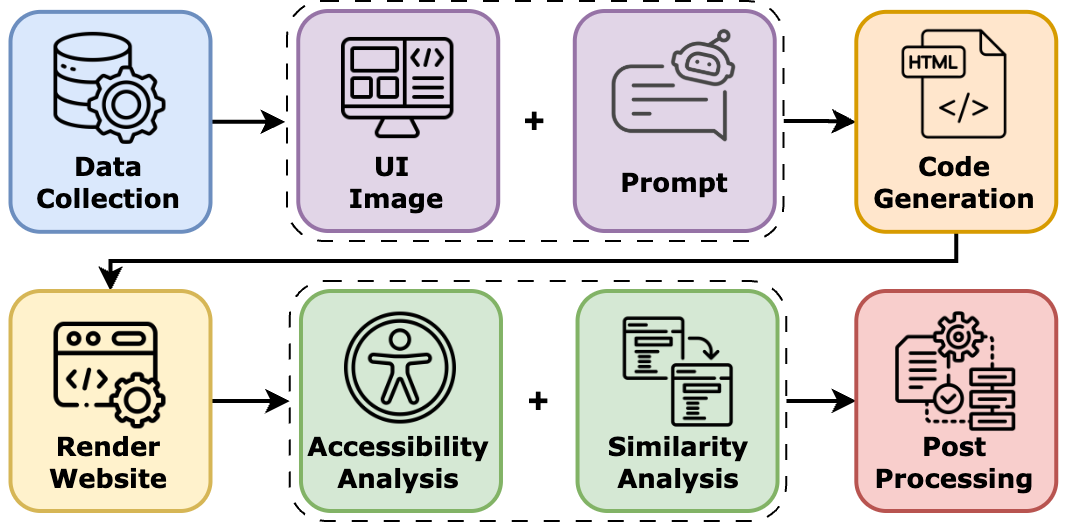 Data
Collection
</>
UI
Image
+
Prompt
HTML
</>
Code
Generation
</>
Render
Website
Accessibility
Analysis
+
Similarity
Analysis
Post
Processing